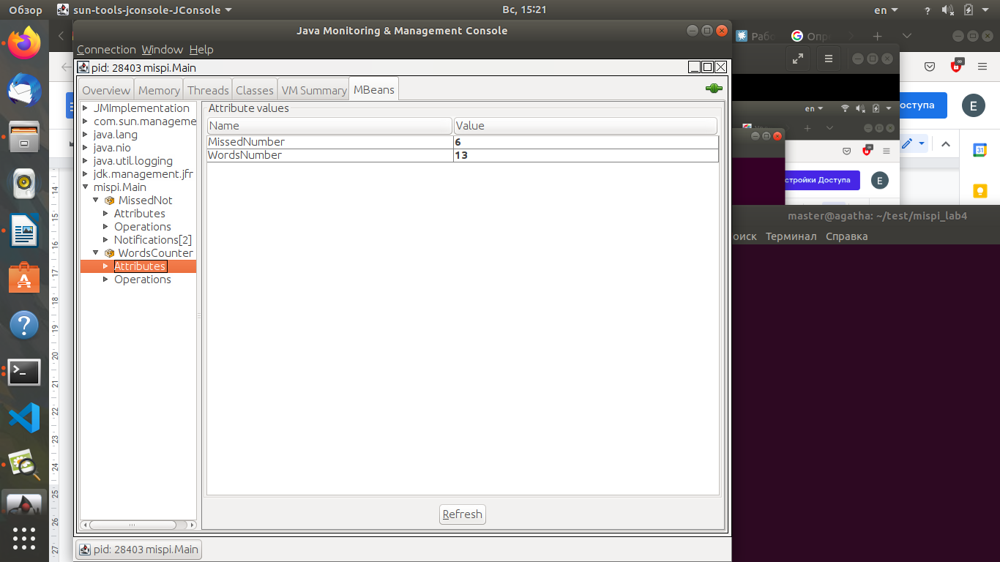 Обзор sun-tools-jconsole-JConsole Вс, 15:21 en ?
Java Monitoring & Management Console
Connection Window Help
pid: 28403 mispi.Main
Overview Memory Threads Classes VM Summary MBeans
JMImplementation
com.sun.manageme
java.lang
java.nio
java.util.logging
jdk.management.jfr
mispi.Main
MissedNot
Attributes
Operations
Notifications[2]
WordsCounter
Attributes
Operations
Attribute values
Name Value
MissedNumber 6
WordsNumber 13
Refresh
pid: 28403 mispi.Main
Рабо
Опр
оступа E
en
стройки Доступа E
31
master@agatha: ~/test/mispi_lab4
оиск Терминал Справка
14
15
16
17
18
19
20
21
22
23
24
25
26
27